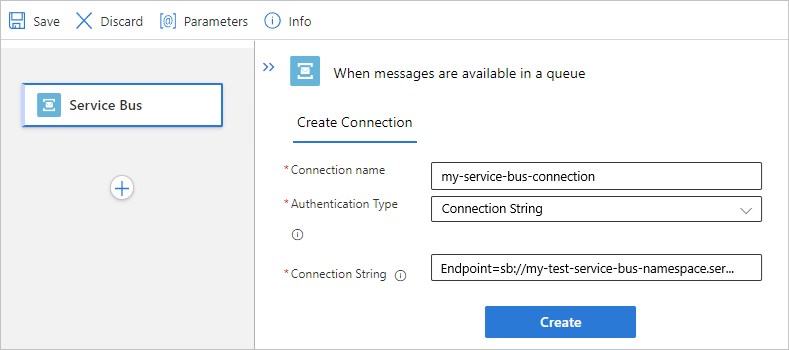 Save Discard Parameters Info
When messages are available in a queue
Service Bus
Create Connection
*Connection name my-service-bus-connection
*Authentication Type Connection String
*Connection String Endpoint=sb://my-test-service-bus-namespace.ser...
Create